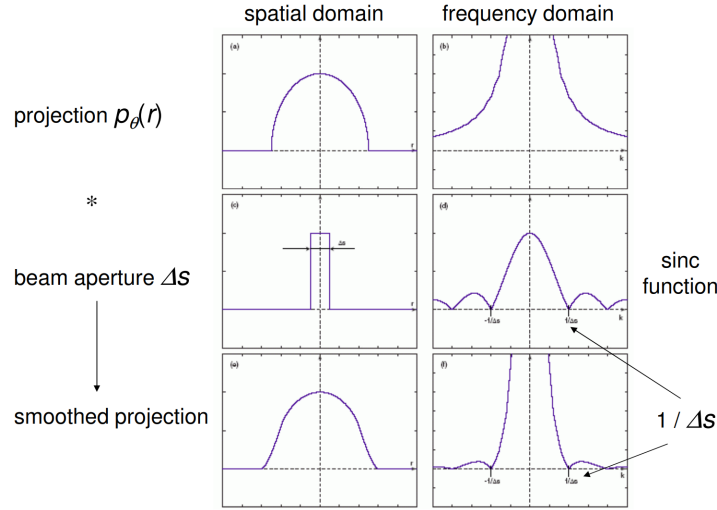 spatial domain frequency domain
(a) (b)
projection pθ(r)
r k
*
(c) (d)
Δs
beam aperture Δs
sinc
function
r -1/Δs 1/Δs k
(e) (f)
smoothed projection
1 / Δs
r -1/Δs 1/Δs k